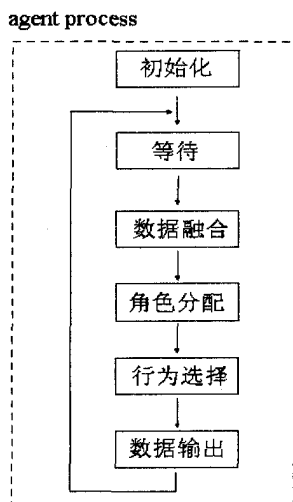 agent process
初始化
等待
数据融合
角色分配
行为选择
数据输出